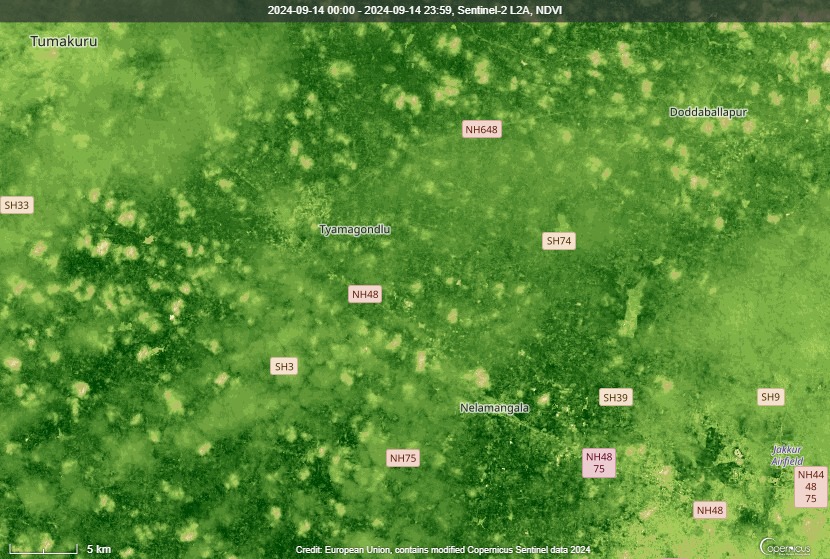 2024-09-14 00:00 - 2024-09-14 23:59, Sentinel-2 L2A, NDVI
Tumakuru
Doddaballapur
NH648
SH33
Tyamagondlu
SH74
NH48
SH3
SH39
SH9
Nelamangala
NH75
NH48
75
Jakkur
Airfield
NH44
48
75
NH48
5 km
Credit: European Union, contains modified Copernicus Sentinel data 2024
Copernicus